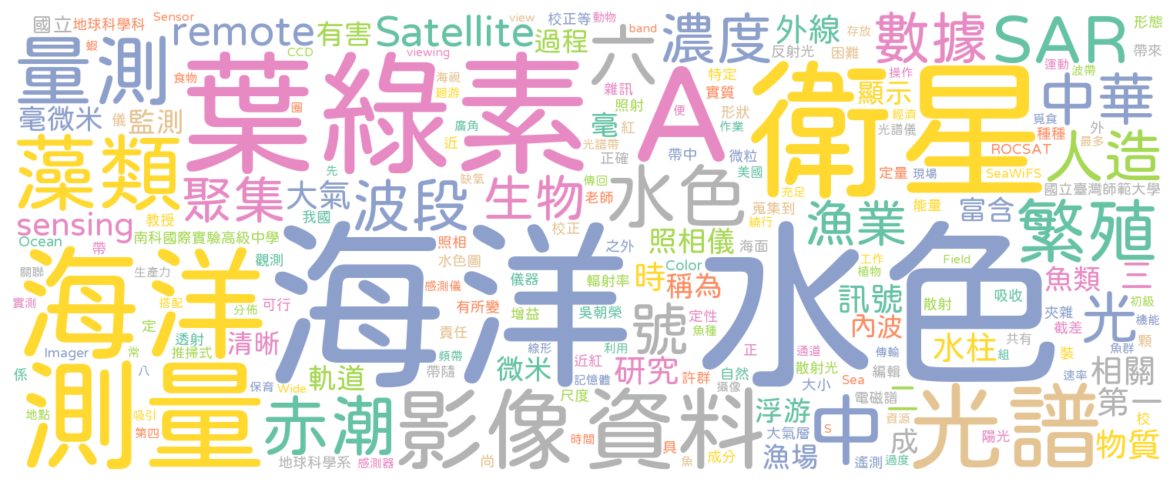 國立 地球科學科 Sensor remote 有害 Satellite view 校正等 動物 過程 六 band 濃度 外線 數據 SAR 形態
蝦 CCD viewing 反射光 困難 存放 帶來
量測 葉綠素 A 衛星 中華
食物 圈 海視 迴游 雜訊 照射 特定 實質 便 顯示 操作 運動 波帶
毫微米 儀 監測 廣角 近 光譜帶 紅 毫 形狀 作業 經濟 光譜儀 覓食 種種 外 最多 人造
藻類 先 缺氧 傳回 正確 帶中 微粒 美國 定量 現場 ROCSAT SeaWiFS
聚集 大氣 波段 生物 老師 水色 充足 繞行 蒐集到 能量 富含 國立臺灣師範大學
sensing 教授 我國 校正 漁業 繁殖
Ocean 帶 南科國際實驗高級中學 照相 水色圖 照相儀 海面
關聯 生產力 觀測 海洋 海洋水色 儀器 輻射率 時 Color 稱為 工作 植物 Field 魚類 三
實測 搭配 分佈 可行 感測儀 有所變 增益 吳朝榮 定性 魚種 訊號 散射 吸收 夾雜 初級
定 透射 推掃式 清晰 責任 號 內波 共有 截差 機能 光
Imager 常 線形 頻帶 利用 近紅 正 通道 傳輸 水柱 組 裝 顆 魚群
係 八 軌道 帶隨 微米 記憶體 研究 許群 自然 散射光 大小 Sea 編輯 速率 相關
測量 保育 Wide 尺度 攝像 電磁譜 二 第一
地點 吸引 第四 赤潮 影像資料 浮游 中 S 資源 光譜 校
時間 具 大氣層 成 陽光 物質
地球科學系 感測器 尚 魚 成分 漁場 遙測 過度